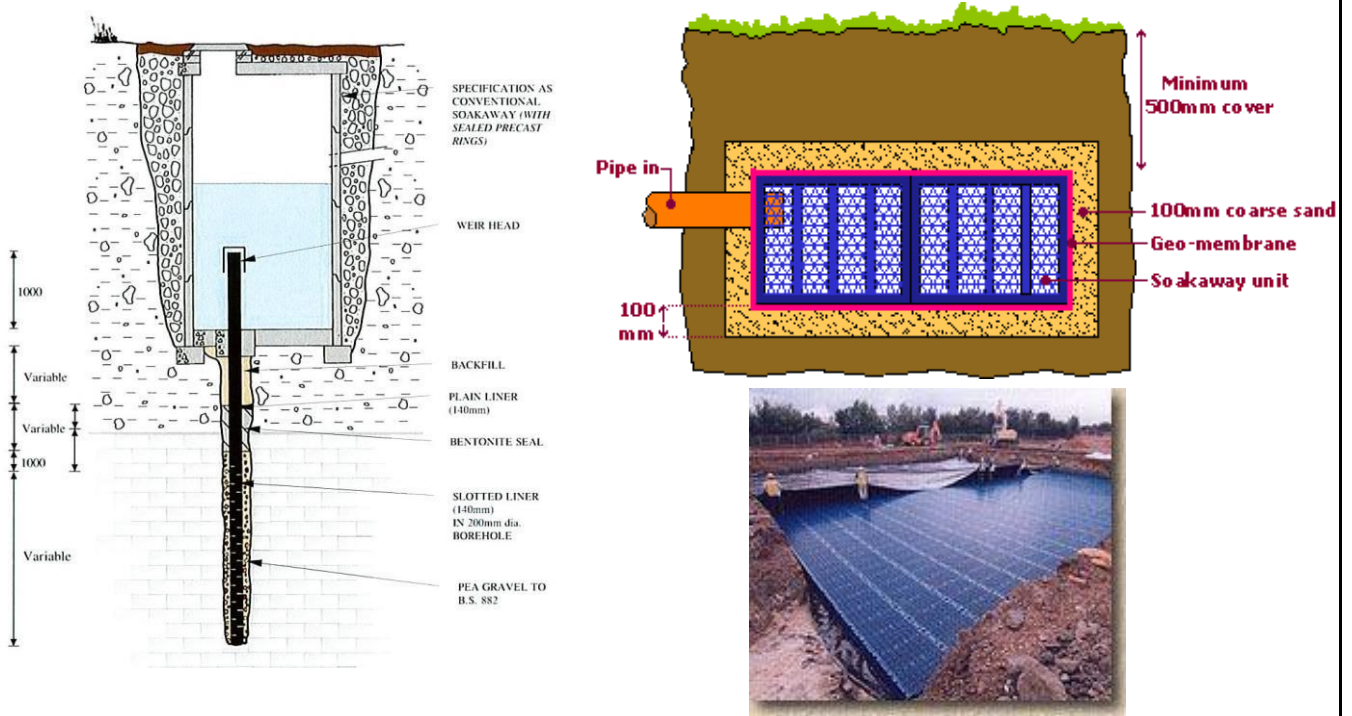 SPECIFICATION AS
CONVENTIONAL
SOAKAWAY (WITH
SEALED PRECAST
RINGS)
WEIR HEAD
1000
BACKFILL
Variable
PLAIN LINER
(140mm)
Variable
BENTONITE SEAL
1000
SLOTTED LINER
(140mm)
IN 200mm dia.
BOREHOLE
Variable
PEA GRAVEL TO
B.S. 882
Minimum
500mm cover
Pipe in
100mm coarse sand
Geo-membrane
Soakaway unit
100
mm